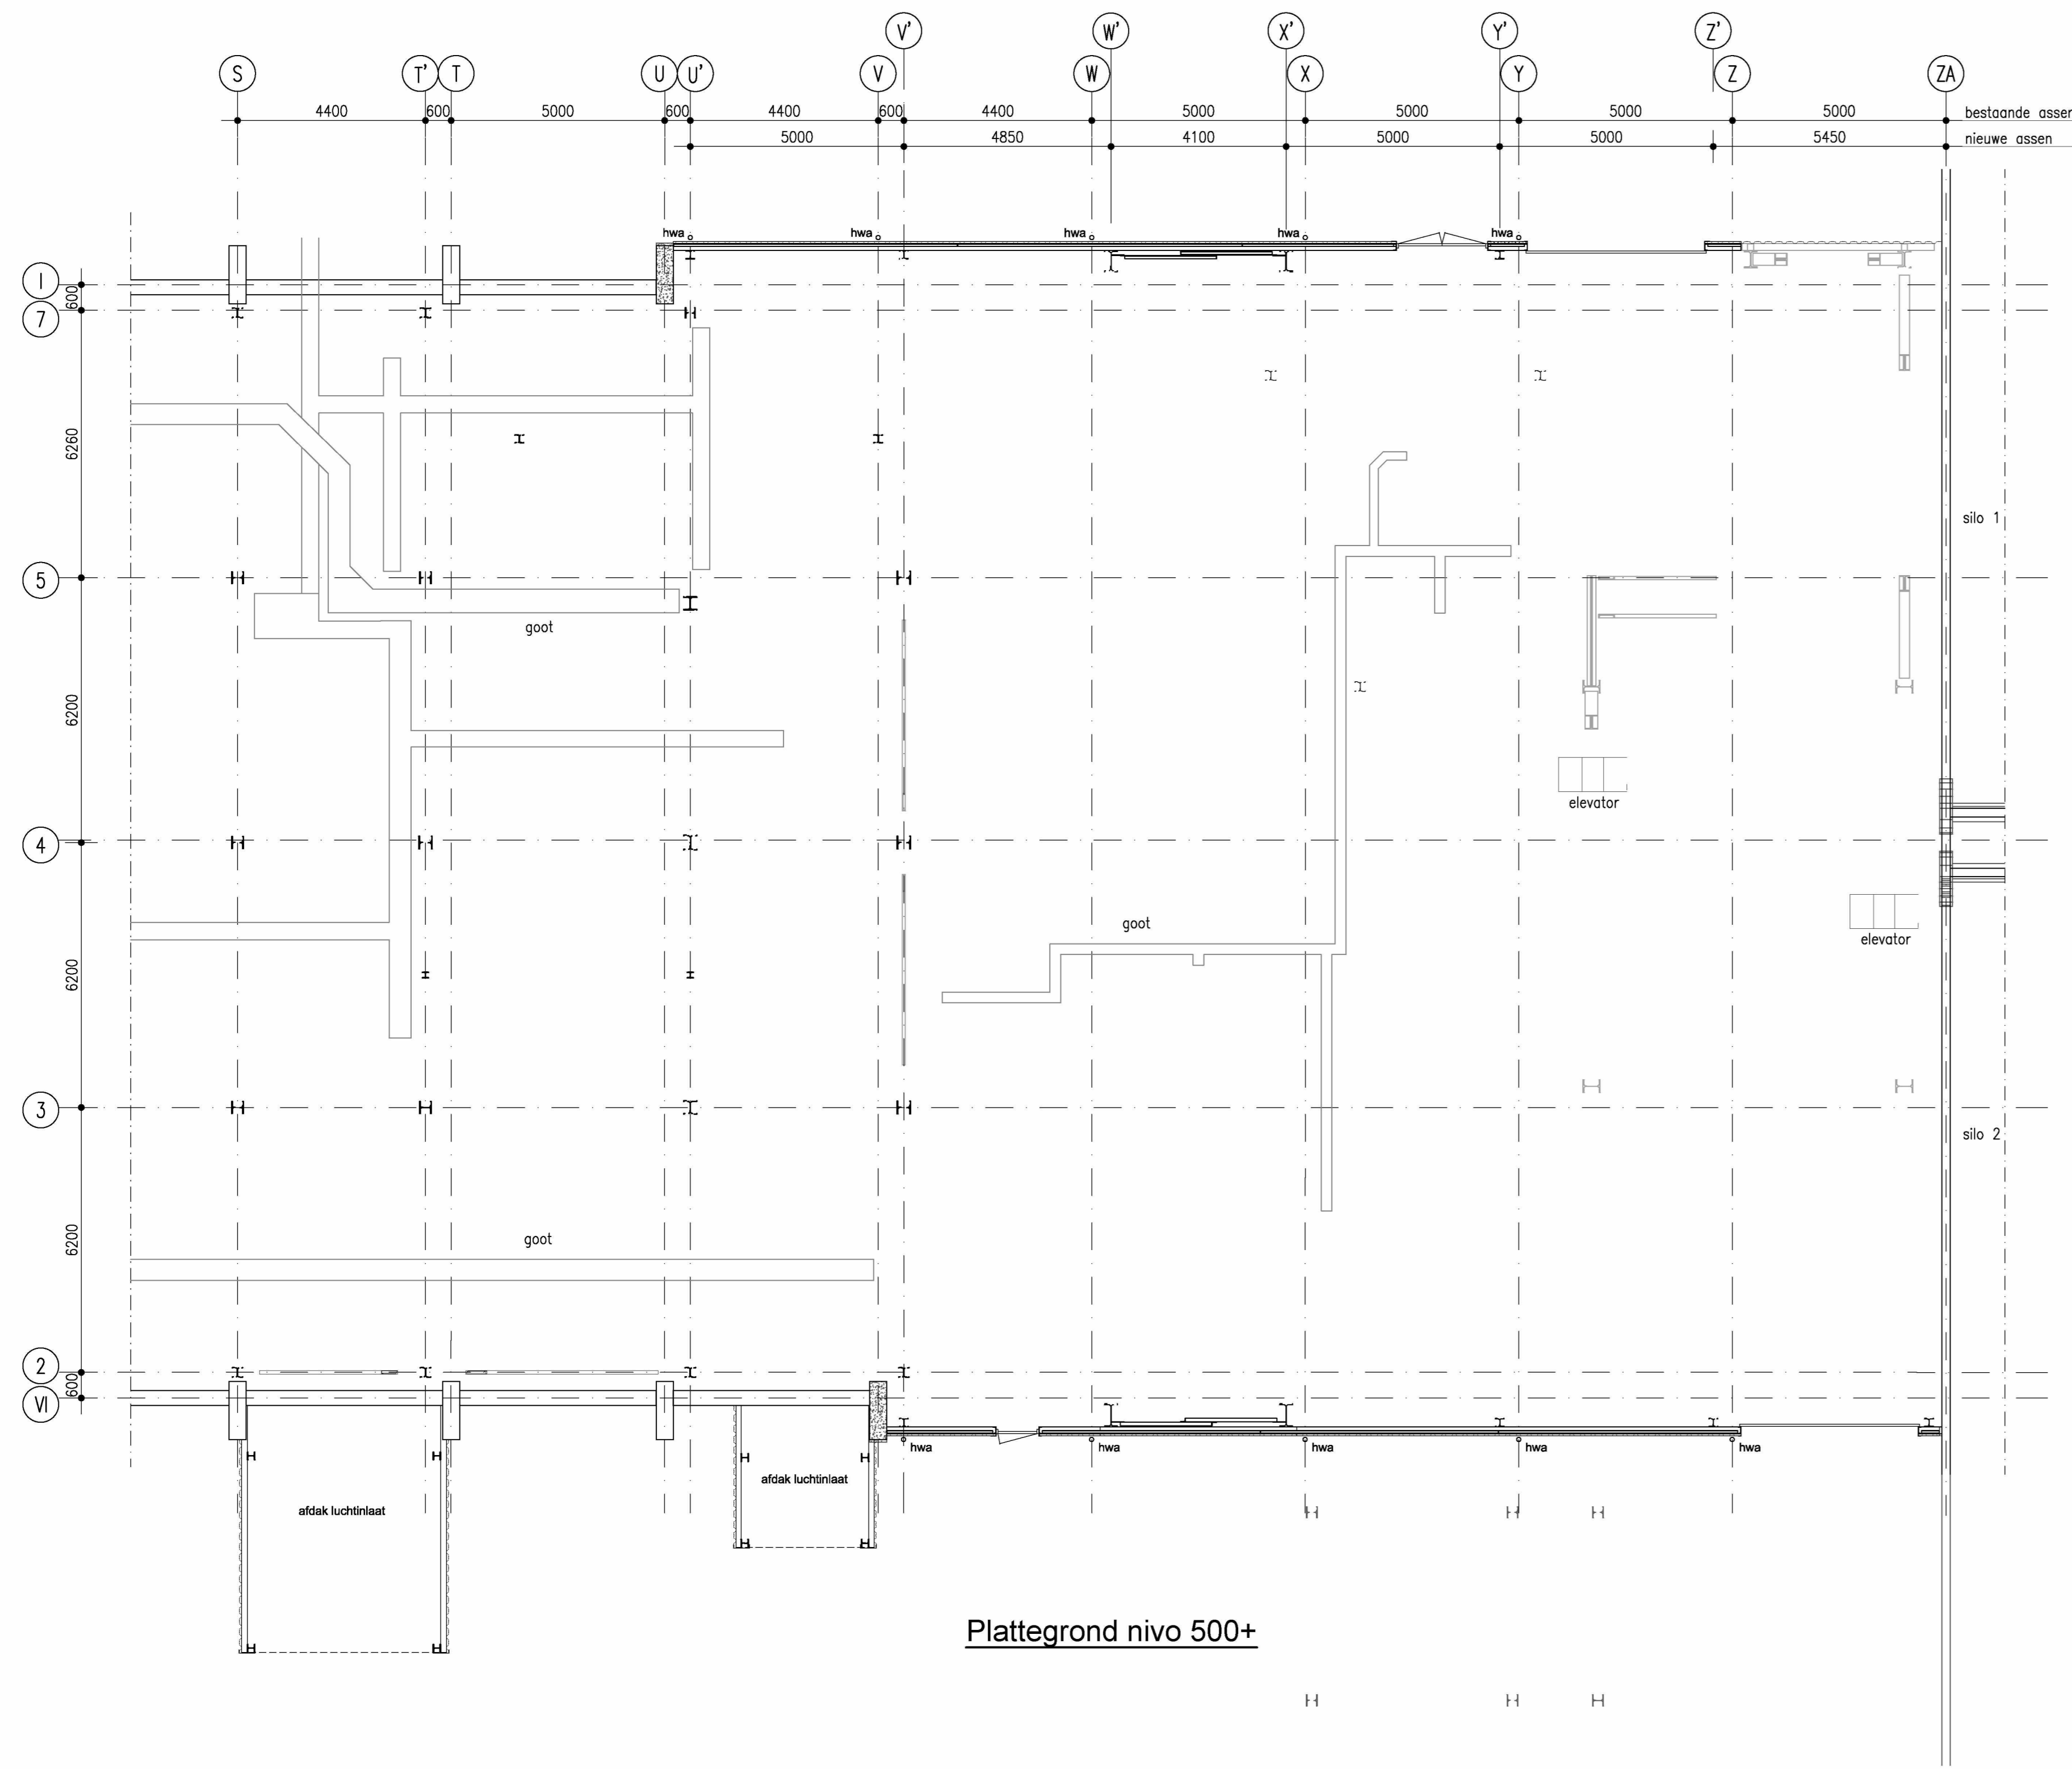 V' W' X' Y' Z'
S T' T U U' V W X Y Z ZA
4400 600 5000 600 4400 600 4400 5000 5000 5000 5000 bestaande assen
5000 4850 4100 5000 5000 5450 nieuwe assen
hwa hwa hwa hwa hwa
I
600
7
6260
silo 1
5
goot
6200
elevator
4
goot
elevator
6200
3
silo 2
6200
goot
2
600
VI
hwa hwa hwa hwa hwa
afdak luchtinlaat
afdak luchtinlaat
Plattegrond nivo 500+